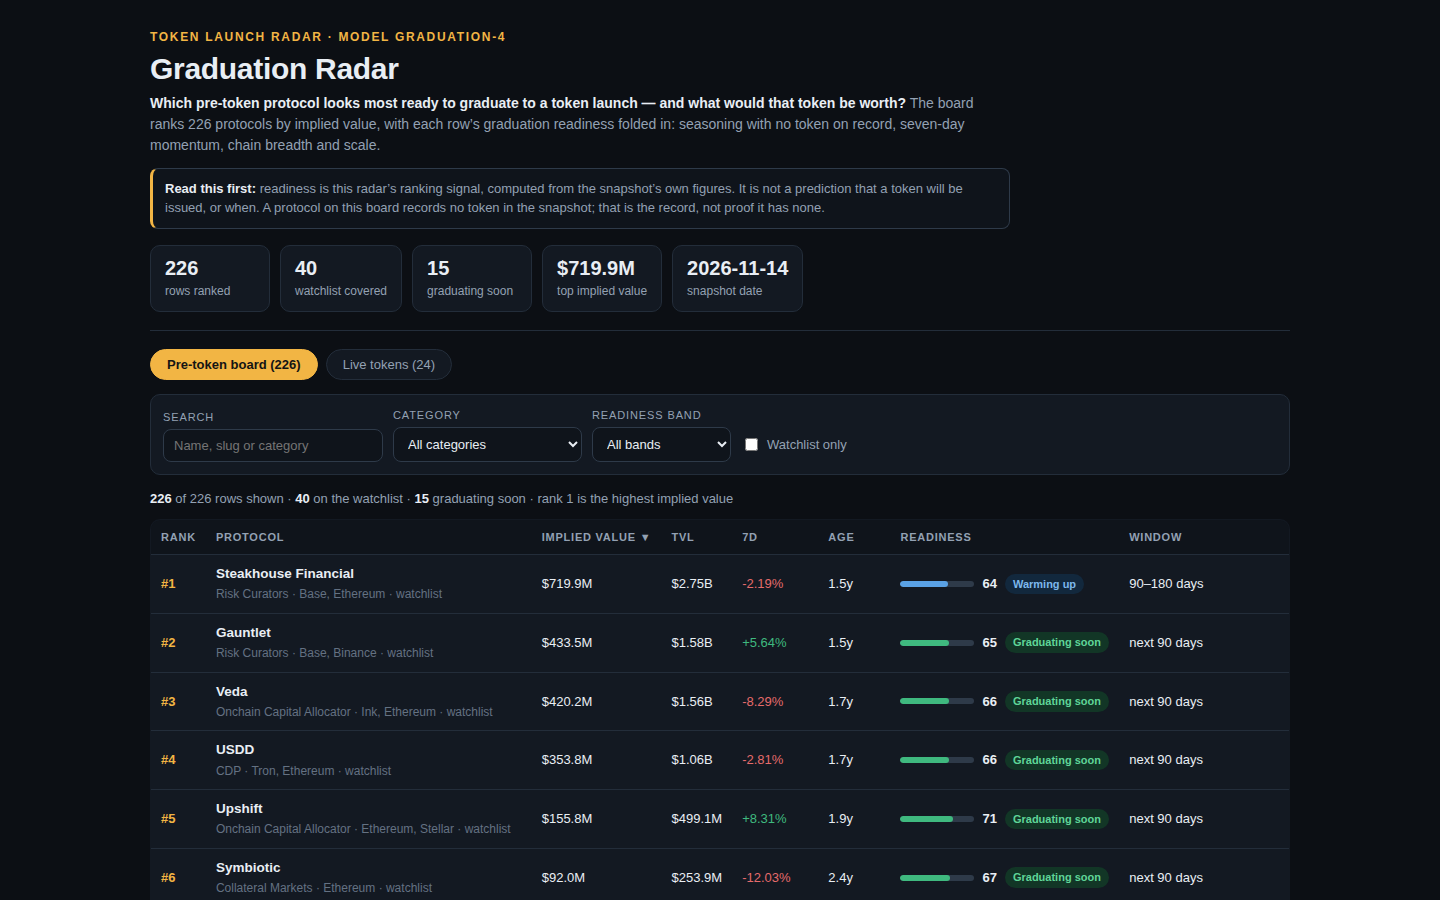 TOKEN LAUNCH RADAR · MODEL GRADUATION-4
Graduation Radar
Which pre-token protocol looks most ready to graduate to a token launch — and what would that token be worth? The board
ranks 226 protocols by implied value, with each row’s graduation readiness folded in: seasoning with no token on record, seven-day
momentum, chain breadth and scale.
Read this first: readiness is this radar’s ranking signal, computed from the snapshot’s own figures. It is not a prediction that a token will be
issued, or when. A protocol on this board records no token in the snapshot; that is the record, not proof it has none.
226 40 15 $719.9M 2026-11-14
rows ranked watchlist covered graduating soon top implied value snapshot date
Pre-token board (226) Live tokens (24)
SEARCH CATEGORY READINESS BAND
Name, slug or category All categories All bands Watchlist only
226 of 226 rows shown · 40 on the watchlist · 15 graduating soon · rank 1 is the highest implied value
RANK PROTOCOL IMPLIED VALUE ▼ TVL 7D AGE READINESS WINDOW
#1 Steakhouse Financial $719.9M $2.75B -2.19% 1.5y 64 Warming up 90–180 days
Risk Curators · Base, Ethereum · watchlist
#2 Gauntlet $433.5M $1.58B +5.64% 1.5y 65 Graduating soon next 90 days
Risk Curators · Base, Binance · watchlist
#3 Veda $420.2M $1.56B -8.29% 1.7y 66 Graduating soon next 90 days
Onchain Capital Allocator · Ink, Ethereum · watchlist
#4 USDD $353.8M $1.06B -2.81% 1.7y 66 Graduating soon next 90 days
CDP · Tron, Ethereum · watchlist
#5 Upshift $155.8M $499.1M +8.31% 1.9y 71 Graduating soon next 90 days
Onchain Capital Allocator · Ethereum, Stellar · watchlist
#6 Symbiotic $92.0M $253.9M -12.03% 2.4y 67 Graduating soon next 90 days
Collateral Markets · Ethereum · watchlist